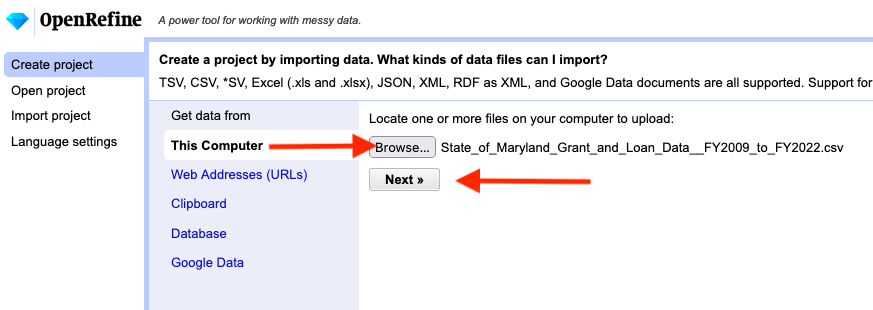 OpenRefine A power tool for working with messy data.
Create project
Open project
Import project
Language settings
Create a project by importing data. What kinds of data files can I import?
TSV, CSV, *SV, Excel (.xls and .xlsx), JSON, XML, RDF as XML, and Google Data documents are all supported. Support for
Get data from
This Computer
Web Addresses (URLs)
Clipboard
Database
Google Data
Locate one or more files on your computer to upload:
Browse... State_of_Maryland_Grant_and_Loan_Data__FY2009_to_FY2022.csv
Next »